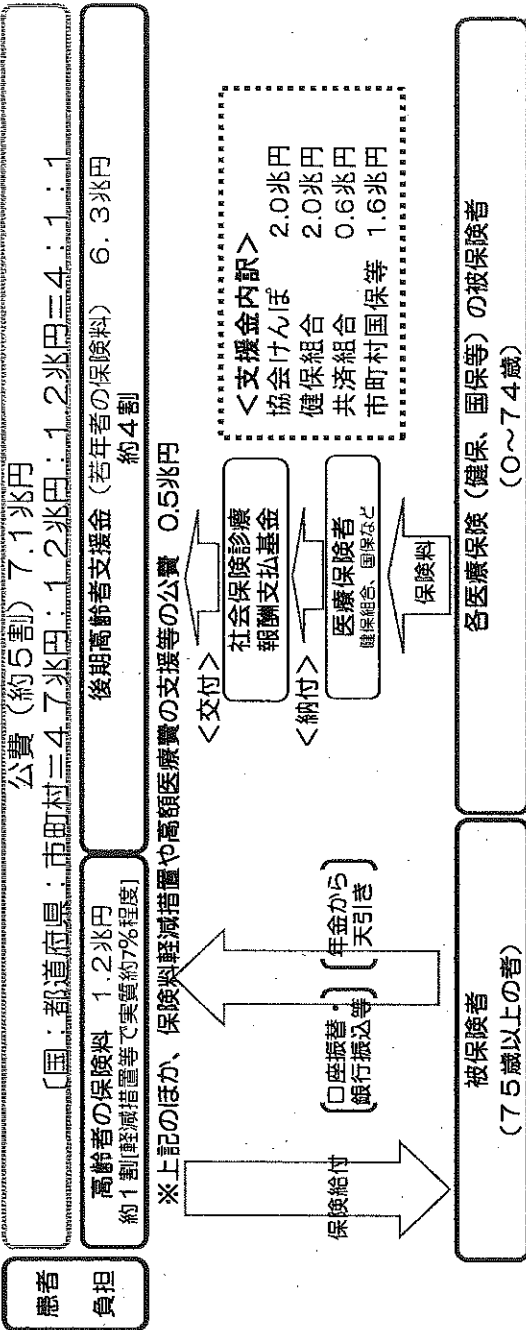 公費（約5割）7.1兆円
〔国：都道府県：市町村＝4.7兆円：1.2兆円：1.2兆円＝4：1：1
患者
負担
高齢者の保険料　1.2兆円
約1割[軽減措置等で実質約7%程度]
後期高齢者支援金（若年者の保険料）　6.3兆円
約4割
※上記のほか、保険料軽減措置や高額医療費の支援等の公費　0.5兆円
保険給付
口座振替・
銀行振込等
年金から
天引き
＜交付＞
社会保険診療
報酬支払基金
＜納付＞
医療保険者
健保組合、国保など
保険料
＜支援金内訳＞
協会けんぽ　2.0兆円
健保組合　2.0兆円
共済組合　0.6兆円
市町村国保等　1.6兆円
被保険者
（75歳以上の者）
各医療保険（健保、国保等）の被保険者
（0～74歳）